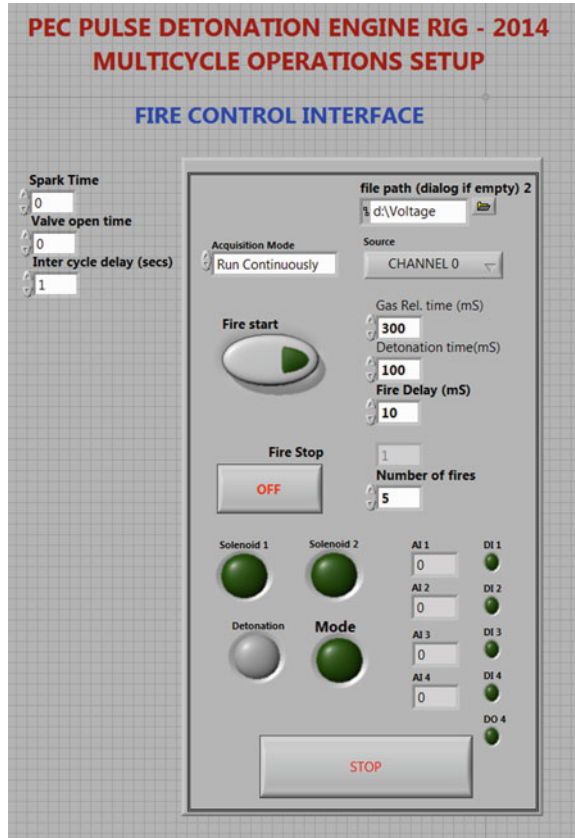 PEC PULSE DETONATION ENGINE RIG - 2014
MULTICYCLE OPERATIONS SETUP
FIRE CONTROL INTERFACE
Spark Time
0
Valve open time
0
Inter cycle delay (secs)
1
file path (dialog if empty) 2
d:\Voltage
Acquisition Mode
Run Continuously
Source
CHANNEL 0
Fire start
Gas Rel. time (mS)
300
Detonation time(mS)
100
Fire Delay (mS)
10
Fire Stop
OFF
1
Number of fires
5
Solenoid 1
Solenoid 2
Detonation
Mode
AI 1
0
AI 2
0
AI 3
0
AI 4
0
DI 1
DI 2
DI 3
DI 4
DO 4
STOP